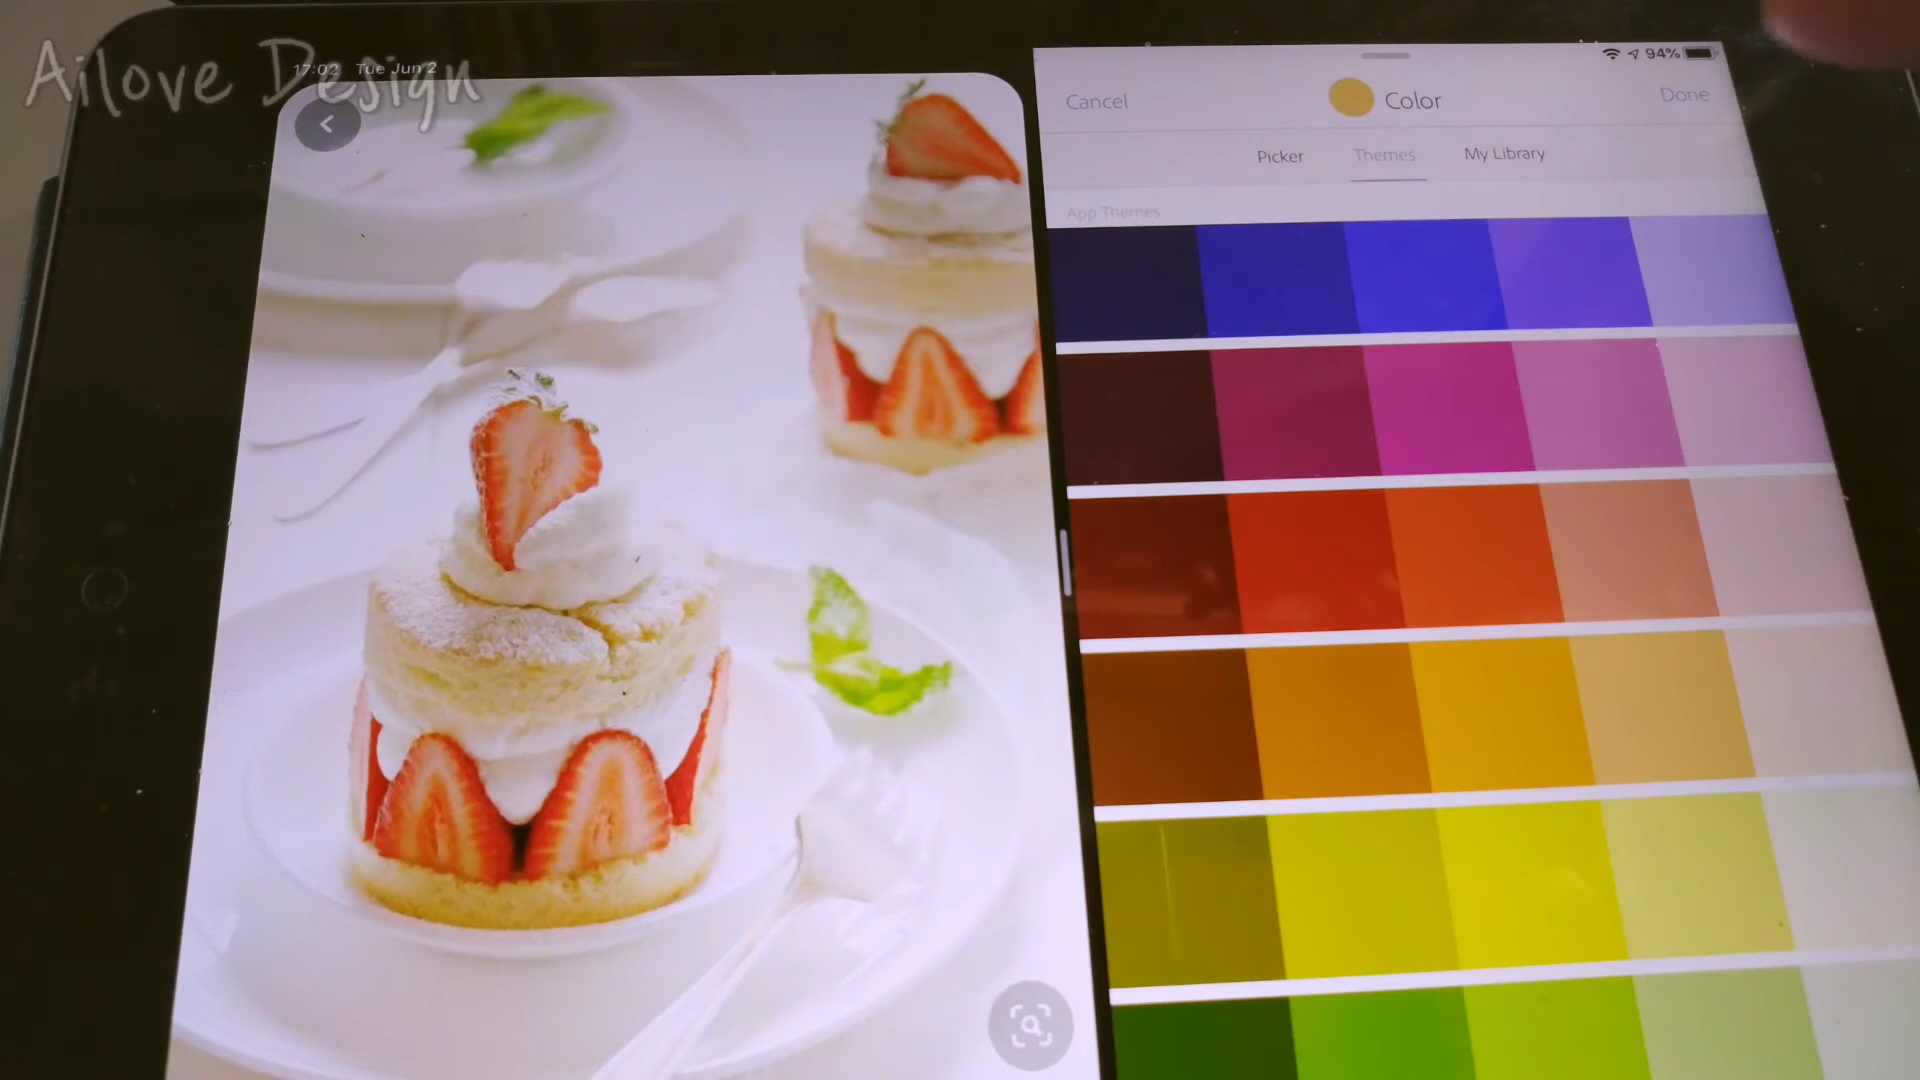 Ailove Design
17:02 Tue Jun 2
94%
Cancel
Color
Done
Picker
Themes
My Library
App Themes